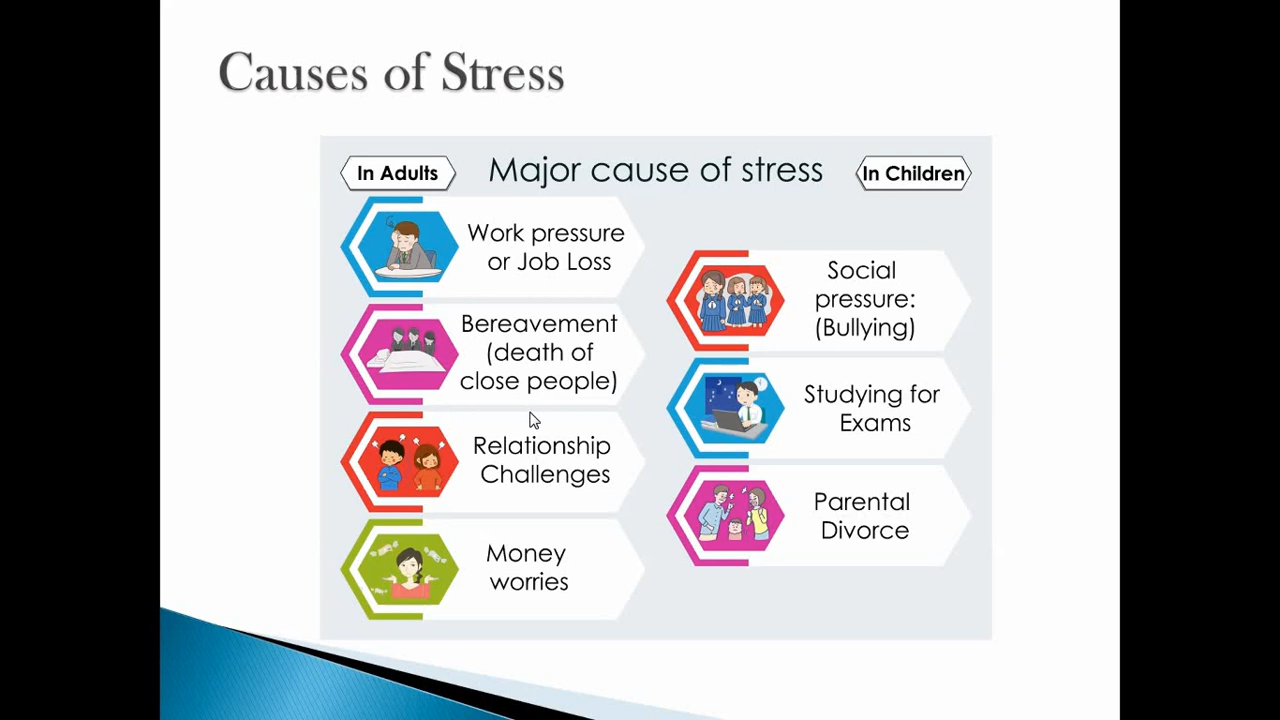 Causes of Stress
In Adults
Major cause of stress
In Children
Work pressure
or Job Loss
Bereavement
(death of
close people)
Relationship
Challenges
Money
worries
Social
pressure:
(Bullying)
Studying for
Exams
Parental
Divorce